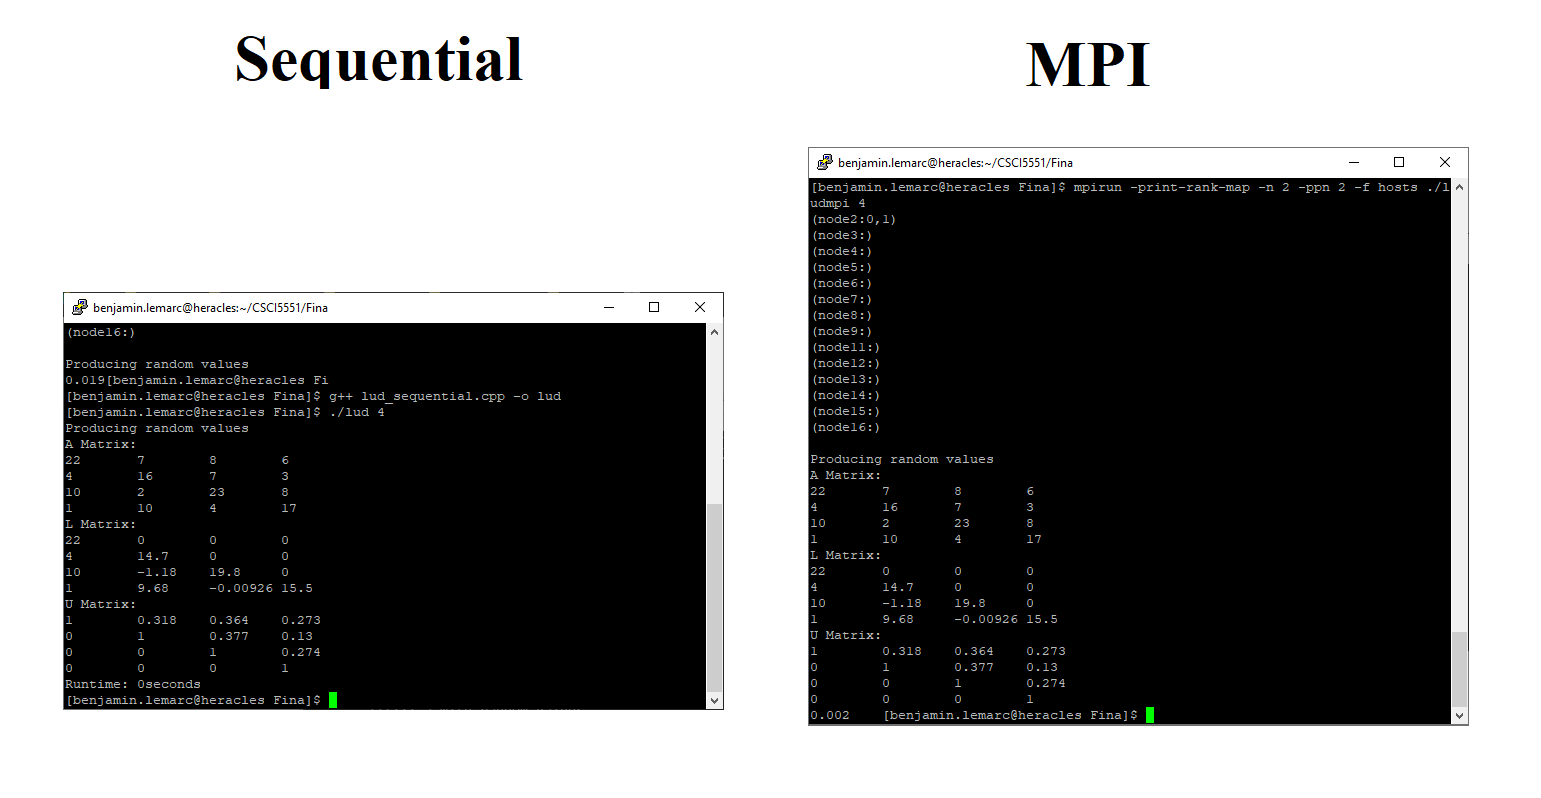 Sequential
benjamin.lemarc@heracles:~/CSCI5551/Fina
(node16:)
Producing random values
0.019[benjamin.lemarc@heracles Fi
[benjamin.lemarc@heracles Fina]$ g++ lud_sequential.cpp -o lud
[benjamin.lemarc@heracles Fina]$ ./lud 4
Producing random values
A Matrix:
22 7 8 6
4 16 7 3
10 2 23 8
1 10 4 17
L Matrix:
22 0 0 0
4 14.7 0 0
10 -1.18 19.8 0
1 9.68 -0.00926 15.5
U Matrix:
1 0.318 0.364 0.273
0 1 0.377 0.13
0 0 1 0.274
0 0 0 1
Runtime: 0seconds
[benjamin.lemarc@heracles Fina]$
MPI
benjamin.lemarc@heracles:~/CSCI5551/Fina
[benjamin.lemarc@heracles Fina]$ mpirun -print-rank-map -n 2 -ppn 2 -f hosts ./l
udmpi 4
(node2:0,1)
(node3:)
(node4:)
(node5:)
(node6:)
(node7:)
(node8:)
(node9:)
(node11:)
(node12:)
(node13:)
(node14:)
(node15:)
(node16:)
Producing random values
A Matrix:
22 7 8 6
4 16 7 3
10 2 23 8
1 10 4 17
L Matrix:
22 0 0 0
4 14.7 0 0
10 -1.18 19.8 0
1 9.68 -0.00926 15.5
U Matrix:
1 0.318 0.364 0.273
0 1 0.377 0.13
0 0 1 0.274
0 0 0 1
0.002 [benjamin.lemarc@heracles Fina]$